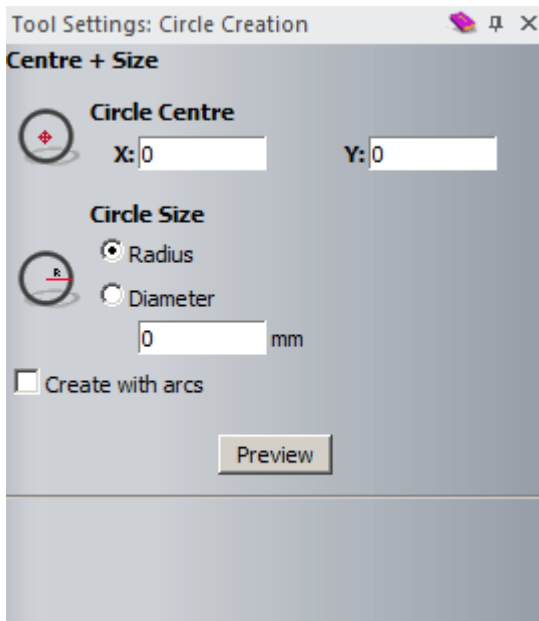 Tool Settings: Circle Creation
Centre + Size
Circle Centre
X: 0 Y: 0
Circle Size
R
Radius
Diameter
0 mm
Create with arcs
Preview